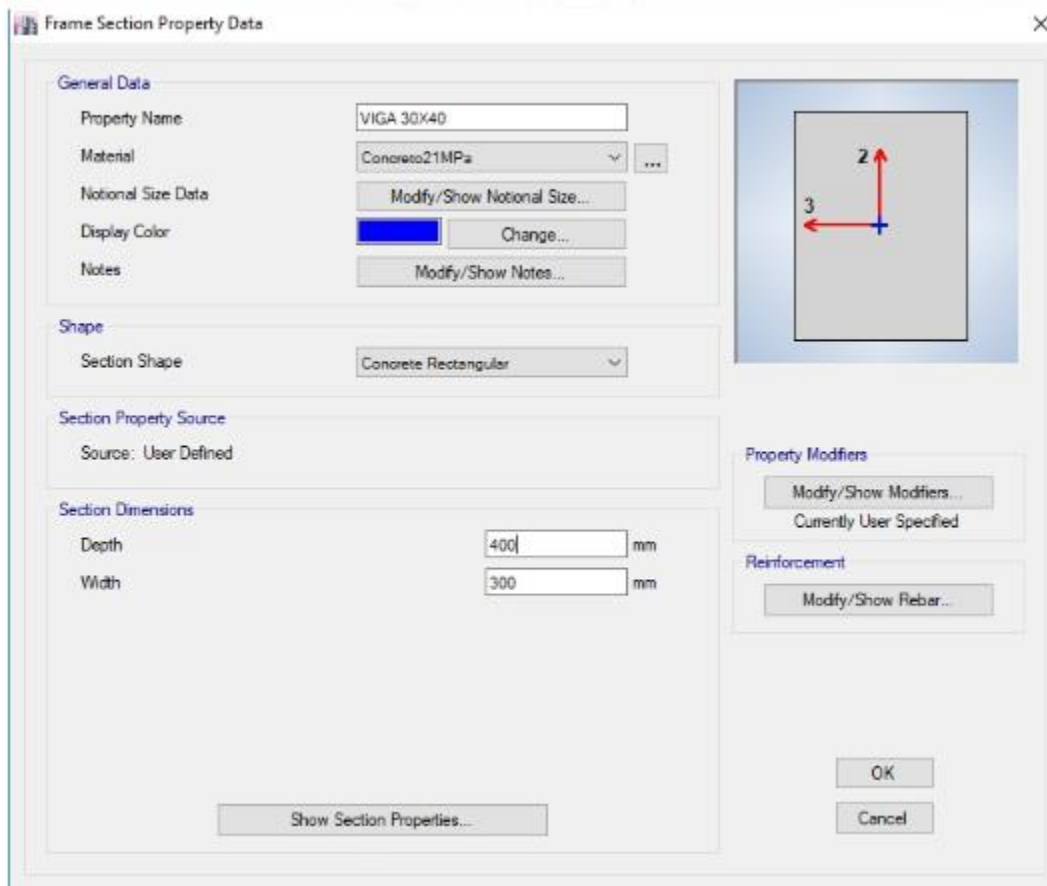 Frame Section Property Data
General Data
Property Name VIGA 30X40
Material Concreto21MPa ...
Notional Size Data Modify/Show Notional Size...
Display Color Change...
Notes Modify/Show Notes...
2
3
Shape
Section Shape Concrete Rectangular
Section Property Source
Source: User Defined
Property Modifiers
Modify/Show Modifiers...
Currently User Specified
Section Dimensions
Depth 400 mm
Width 300 mm
Reinforcement
Modify/Show Rebar...
Show Section Properties...
OK
Cancel